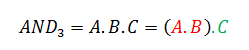 AND₃ = A.B.C = (A.B).C